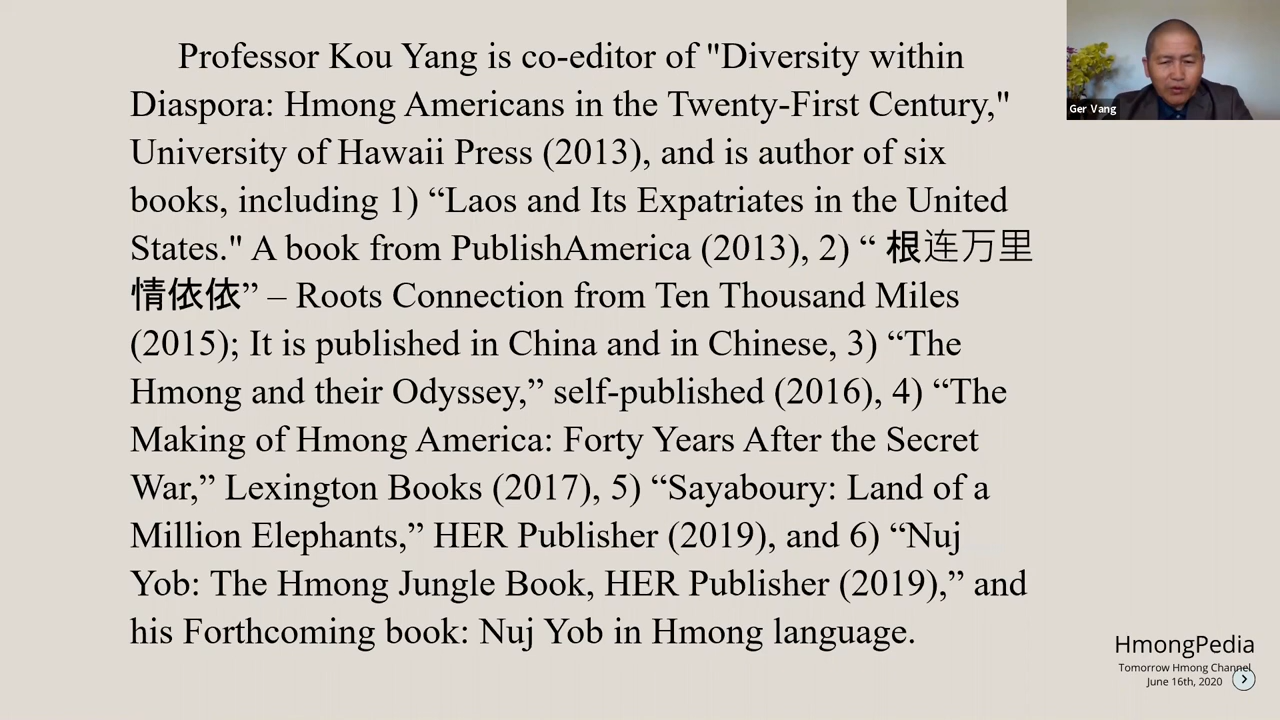 Professor Kou Yang is co-editor of "Diversity within
Diaspora: Hmong Americans in the Twenty-First Century,"
University of Hawaii Press (2013), and is author of six
books, including 1) “Laos and Its Expatriates in the United
States." A book from PublishAmerica (2013), 2) “ 根连万里
情依依” – Roots Connection from Ten Thousand Miles
(2015); It is published in China and in Chinese, 3) “The
Hmong and their Odyssey,” self-published (2016), 4) “The
Making of Hmong America: Forty Years After the Secret
War,” Lexington Books (2017), 5) “Sayaboury: Land of a
Million Elephants,” HER Publisher (2019), and 6) “Nuj
Yob: The Hmong Jungle Book, HER Publisher (2019),” and
his Forthcoming book: Nuj Yob in Hmong language.
Ger Vang
HmongPedia
Tomorrow Hmong Channel
June 16th, 2020